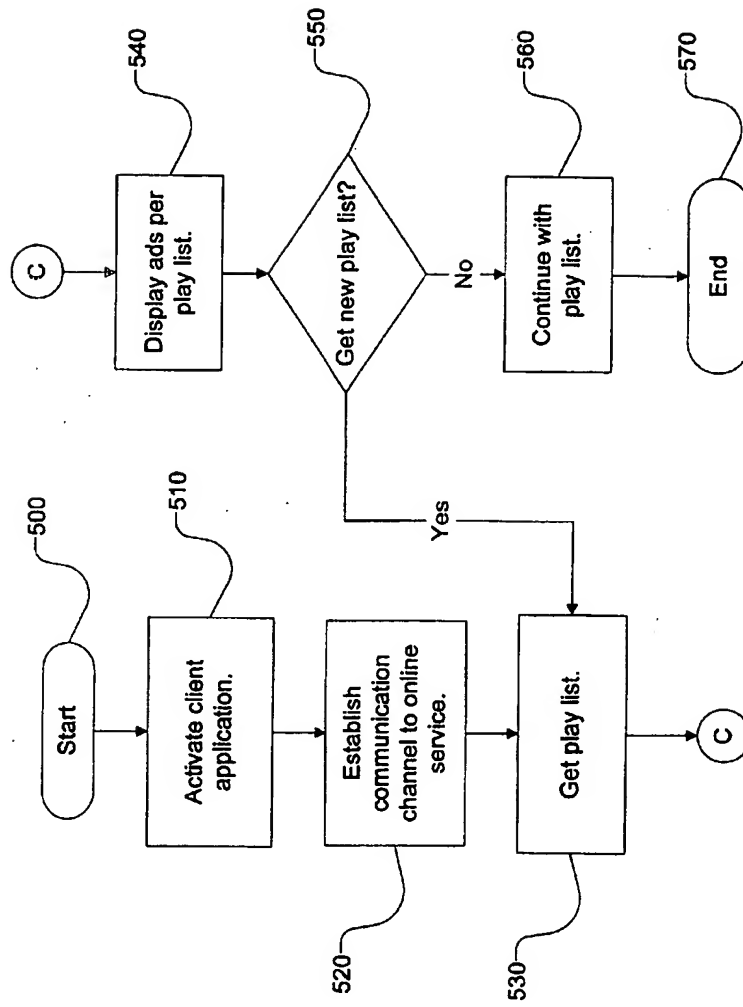 500
Start
510
Activate client
application.
520
Establish
communication
channel to online
service.
530
Get play list.
C
C
540
Display ads per
play list.
550
Get new play list?
Yes
No
560
Continue with
play list.
570
End